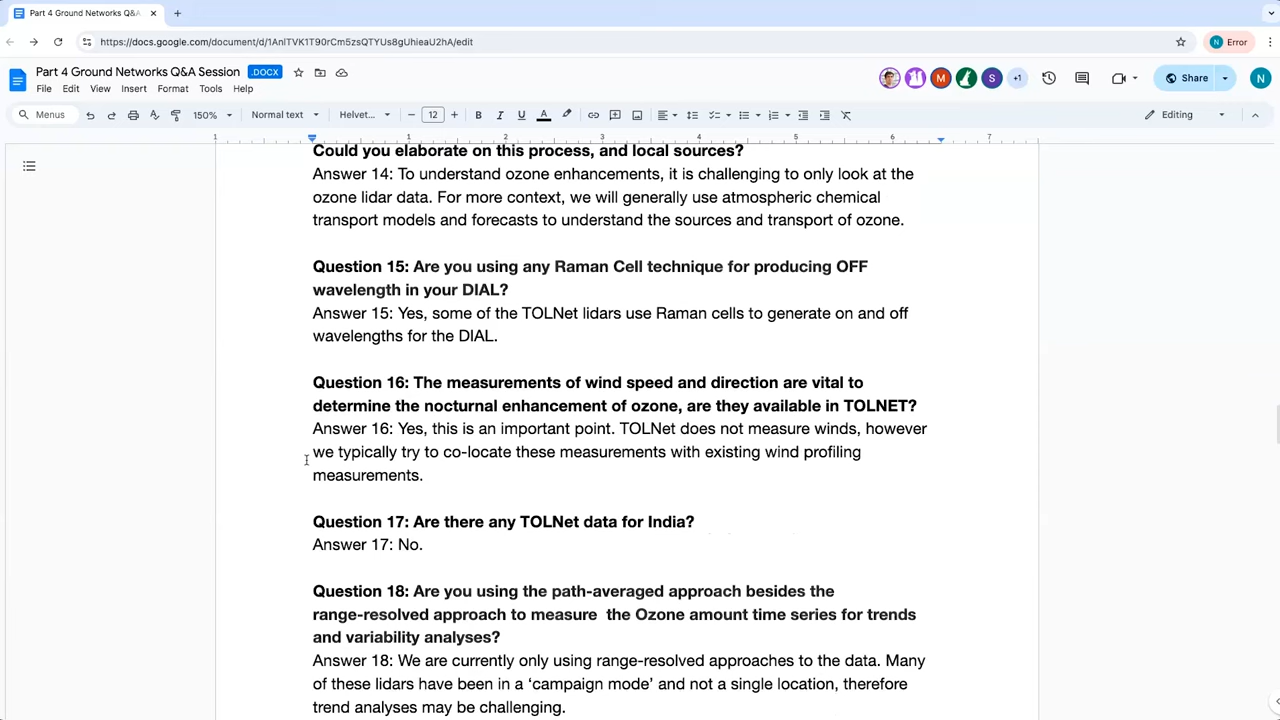 Part 4 Ground Networks Q&A
https://docs.google.com/document/d/1AnlTVK1T90rCm5zsQTYUs8gUhieaU2hA/edit
N Error
Part 4 Ground Networks Q&A Session .DOCX
M S +1 Share N
File Edit View Insert Format Tools Help
Menus 150% Normal text Helvet... 12 B I U A Editing
1 1 2 3 4 5 6 7
Could you elaborate on this process, and local sources?
Answer 14: To understand ozone enhancements, it is challenging to only look at the
ozone lidar data. For more context, we will generally use atmospheric chemical
transport models and forecasts to understand the sources and transport of ozone.
Question 15: Are you using any Raman Cell technique for producing OFF
wavelength in your DIAL?
Answer 15: Yes, some of the TOLNet lidars use Raman cells to generate on and off
wavelengths for the DIAL.
Question 16: The measurements of wind speed and direction are vital to
determine the nocturnal enhancement of ozone, are they available in TOLNET?
Answer 16: Yes, this is an important point. TOLNet does not measure winds, however
we typically try to co-locate these measurements with existing wind profiling
measurements.
Question 17: Are there any TOLNet data for India?
Answer 17: No.
Question 18: Are you using the path-averaged approach besides the
range-resolved approach to measure  the Ozone amount time series for trends
and variability analyses?
Answer 18: We are currently only using range-resolved approaches to the data. Many
of these lidars have been in a ‘campaign mode’ and not a single location, therefore
trend analyses may be challenging.